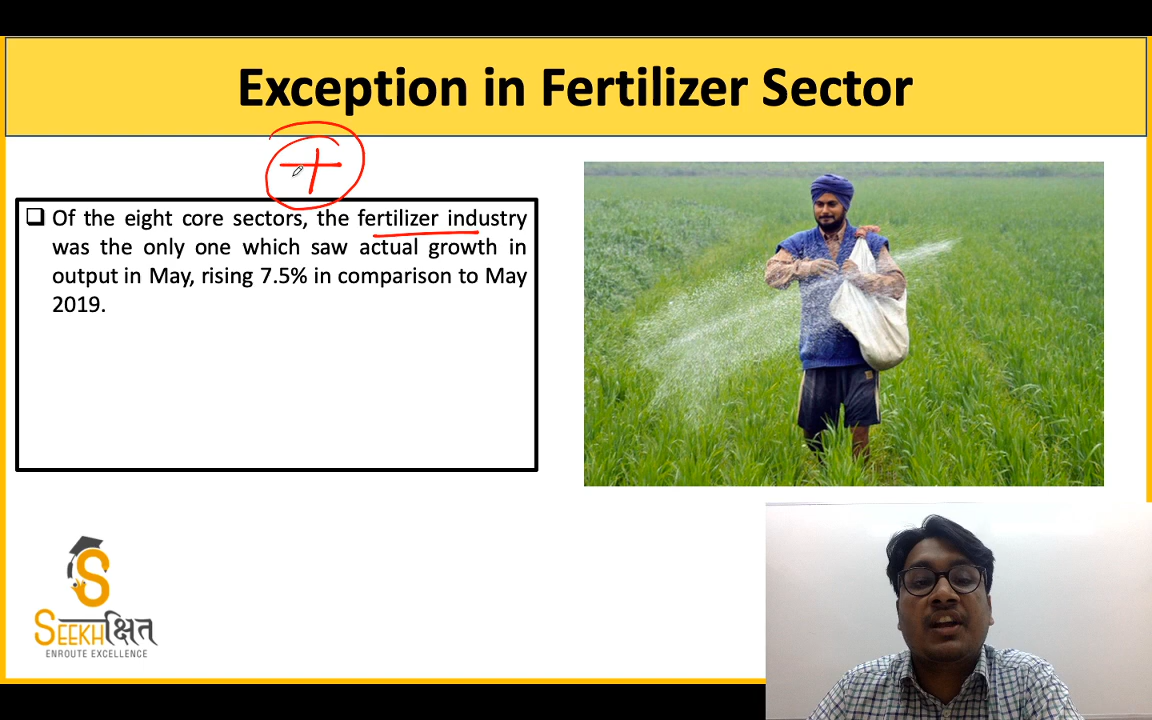 Exception in Fertilizer Sector
+
❑ Of the eight core sectors, the fertilizer industry
was the only one which saw actual growth in
output in May, rising 7.5% in comparison to May
2019.
S
SEEKHक्षित
ENROUTE EXCELLENCE